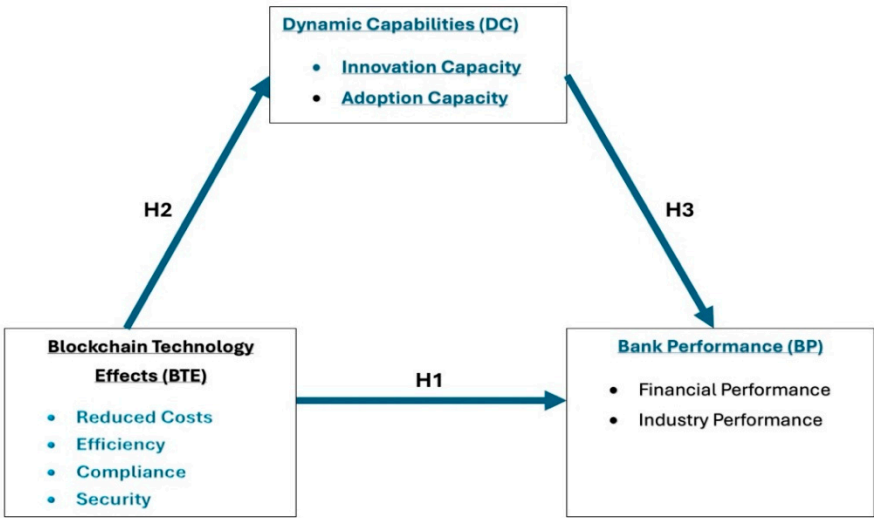 Dynamic Capabilities (DC)
• Innovation Capacity
• Adoption Capacity
H2
H3
Blockchain Technology
Effects (BTE)
• Reduced Costs
• Efficiency
• Compliance
• Security
H1
Bank Performance (BP)
• Financial Performance
• Industry Performance